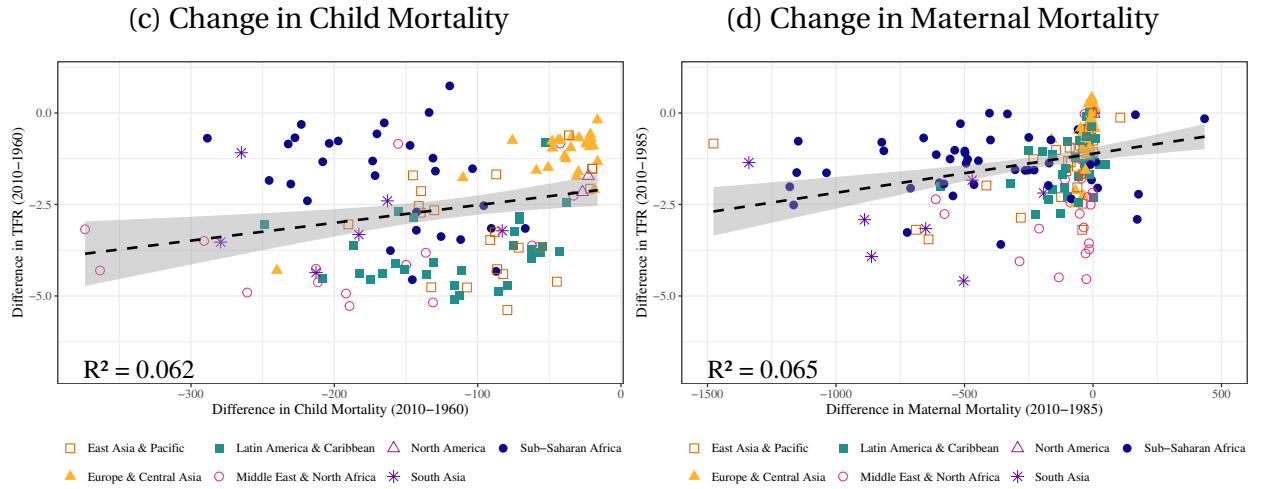 (c) Change in Child Mortality
Difference in TFR (2010−1960)
0.0
−2.5
−5.0
R² = 0.062
−300
−200
−100
0
Difference in Child Mortality (2010−1960)
East Asia & Pacific
Latin America & Caribbean
North America
Sub−Saharan Africa
Europe & Central Asia
Middle East & North Africa
South Asia
(d) Change in Maternal Mortality
Difference in TFR (2010−1985)
0.0
−2.5
−5.0
R² = 0.065
−1500
−1000
−500
0
500
Difference in Maternal Mortality (2010−1985)
East Asia & Pacific
Latin America & Caribbean
North America
Sub−Saharan Africa
Europe & Central Asia
Middle East & North Africa
South Asia